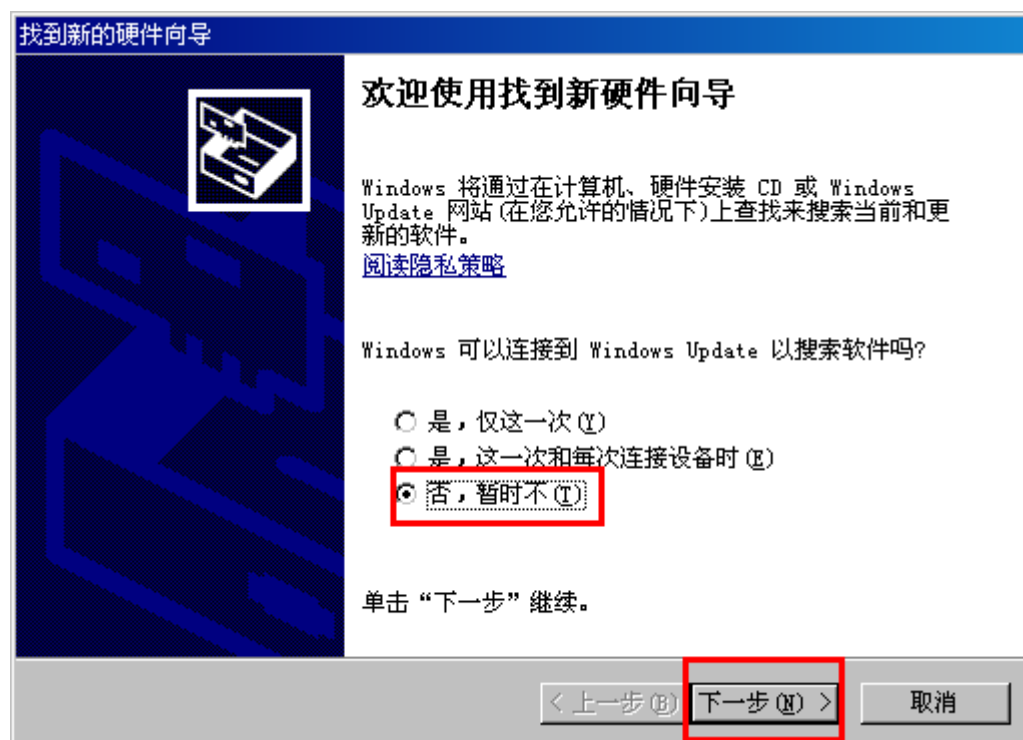 找到新的硬件向导
欢迎使用找到新硬件向导
Windows 将通过在计算机、硬件安装 CD 或 Windows
Update 网站(在您允许的情况下)上查找来搜索当前和更
新的软件。
阅读隐私策略
Windows 可以连接到 Windows Update 以搜索软件吗?
是，仅这一次(Y)
是，这一次和每次连接设备时(E)
否，暂时不(T)
单击“下一步”继续。
< 上一步(B)
下一步(N) >
取消